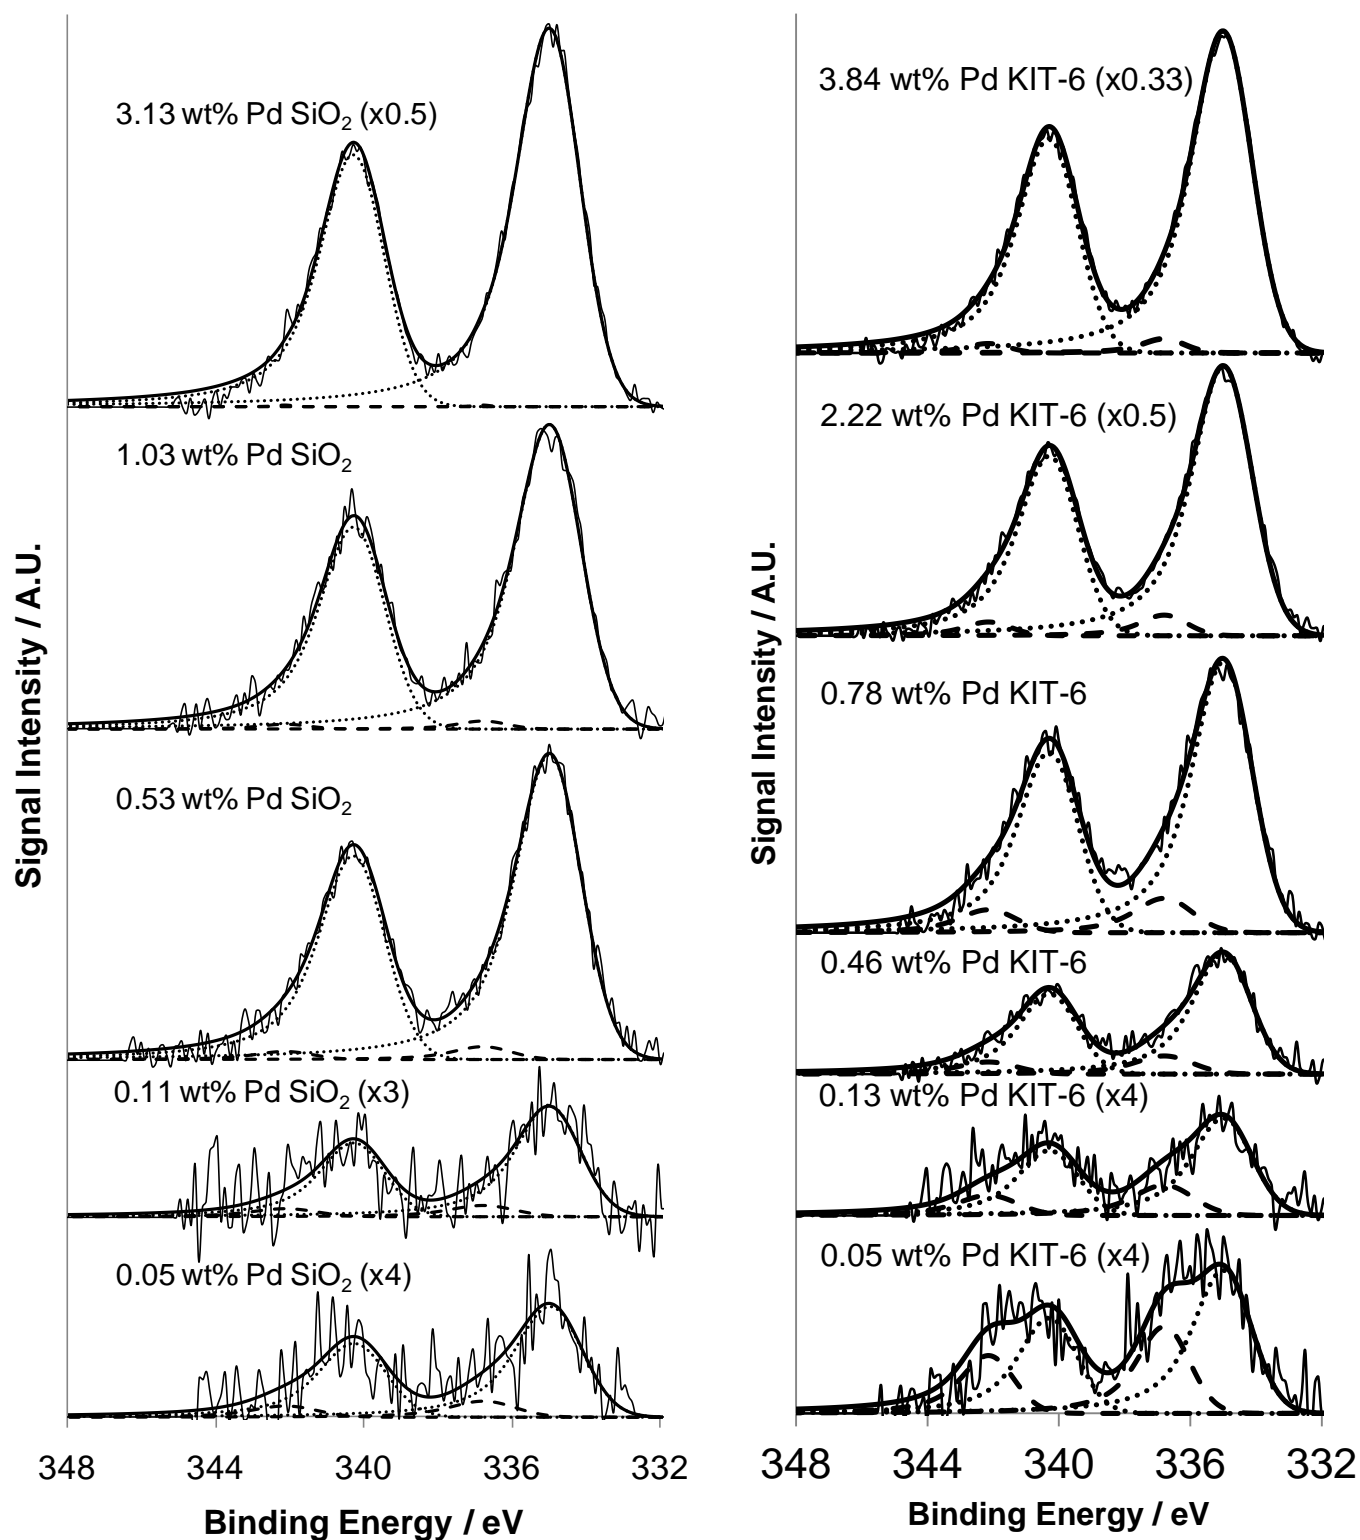 Signal Intensity / A.U.
3.13 wt% Pd SiO₂ (x0.5)
1.03 wt% Pd SiO₂
0.53 wt% Pd SiO₂
0.11 wt% Pd SiO₂ (x3)
0.05 wt% Pd SiO₂ (x4)
348 344 340 336 332
Binding Energy / eV
Signal Intensity / A.U.
3.84 wt% Pd KIT-6 (x0.33)
2.22 wt% Pd KIT-6 (x0.5)
0.78 wt% Pd KIT-6
0.46 wt% Pd KIT-6
0.13 wt% Pd KIT-6 (x4)
0.05 wt% Pd KIT-6 (x4)
348 344 340 336 332
Binding Energy / eV